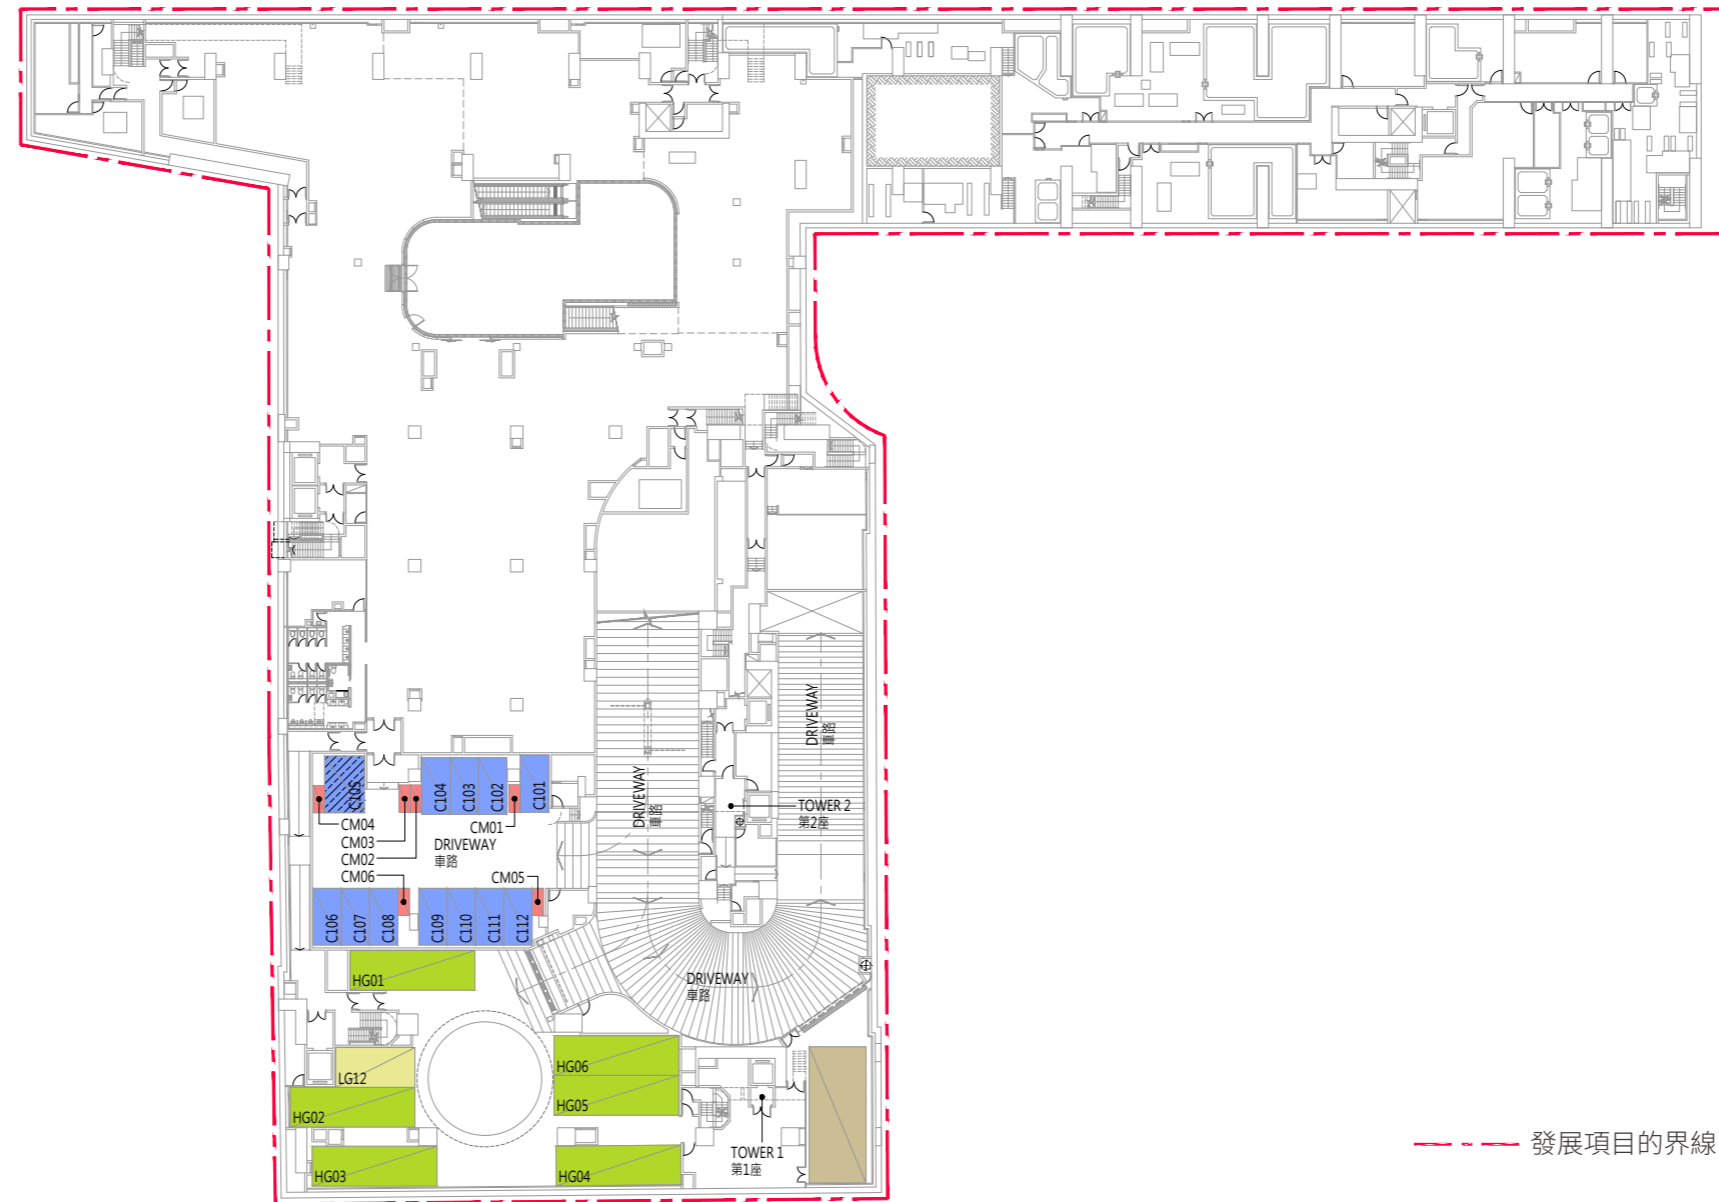 DRIVEWAY
車路
DRIVEWAY
車路
C105
C104
C103
C102
C101
CM04
CM03
CM02
CM01
CM06
CM05
DRIVEWAY
車路
TOWER 2
第2座
C106
C107
C108
C109
C110
C111
C112
HG01
DRIVEWAY
車路
LG12
HG02
HG03
HG06
HG05
HG04
TOWER 1
第1座
發展項目的界線